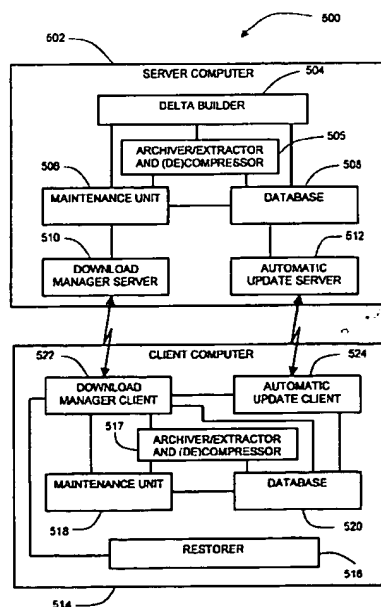 500
502
SERVER COMPUTER
504
DELTA BUILDER
ARCHIVER/EXTRACTOR
AND (DE)COMPRESSOR
505
506
508
MAINTENANCE UNIT
DATABASE
510
512
DOWNLOAD
MANAGER SERVER
AUTOMATIC
UPDATE SERVER
CLIENT COMPUTER
522
524
DOWNLOAD
MANAGER CLIENT
AUTOMATIC
UPDATE CLIENT
517
ARCHIVER/EXTRACTOR
AND (DE)COMPRESSOR
MAINTENANCE UNIT
DATABASE
518
520
RESTORER
516
514